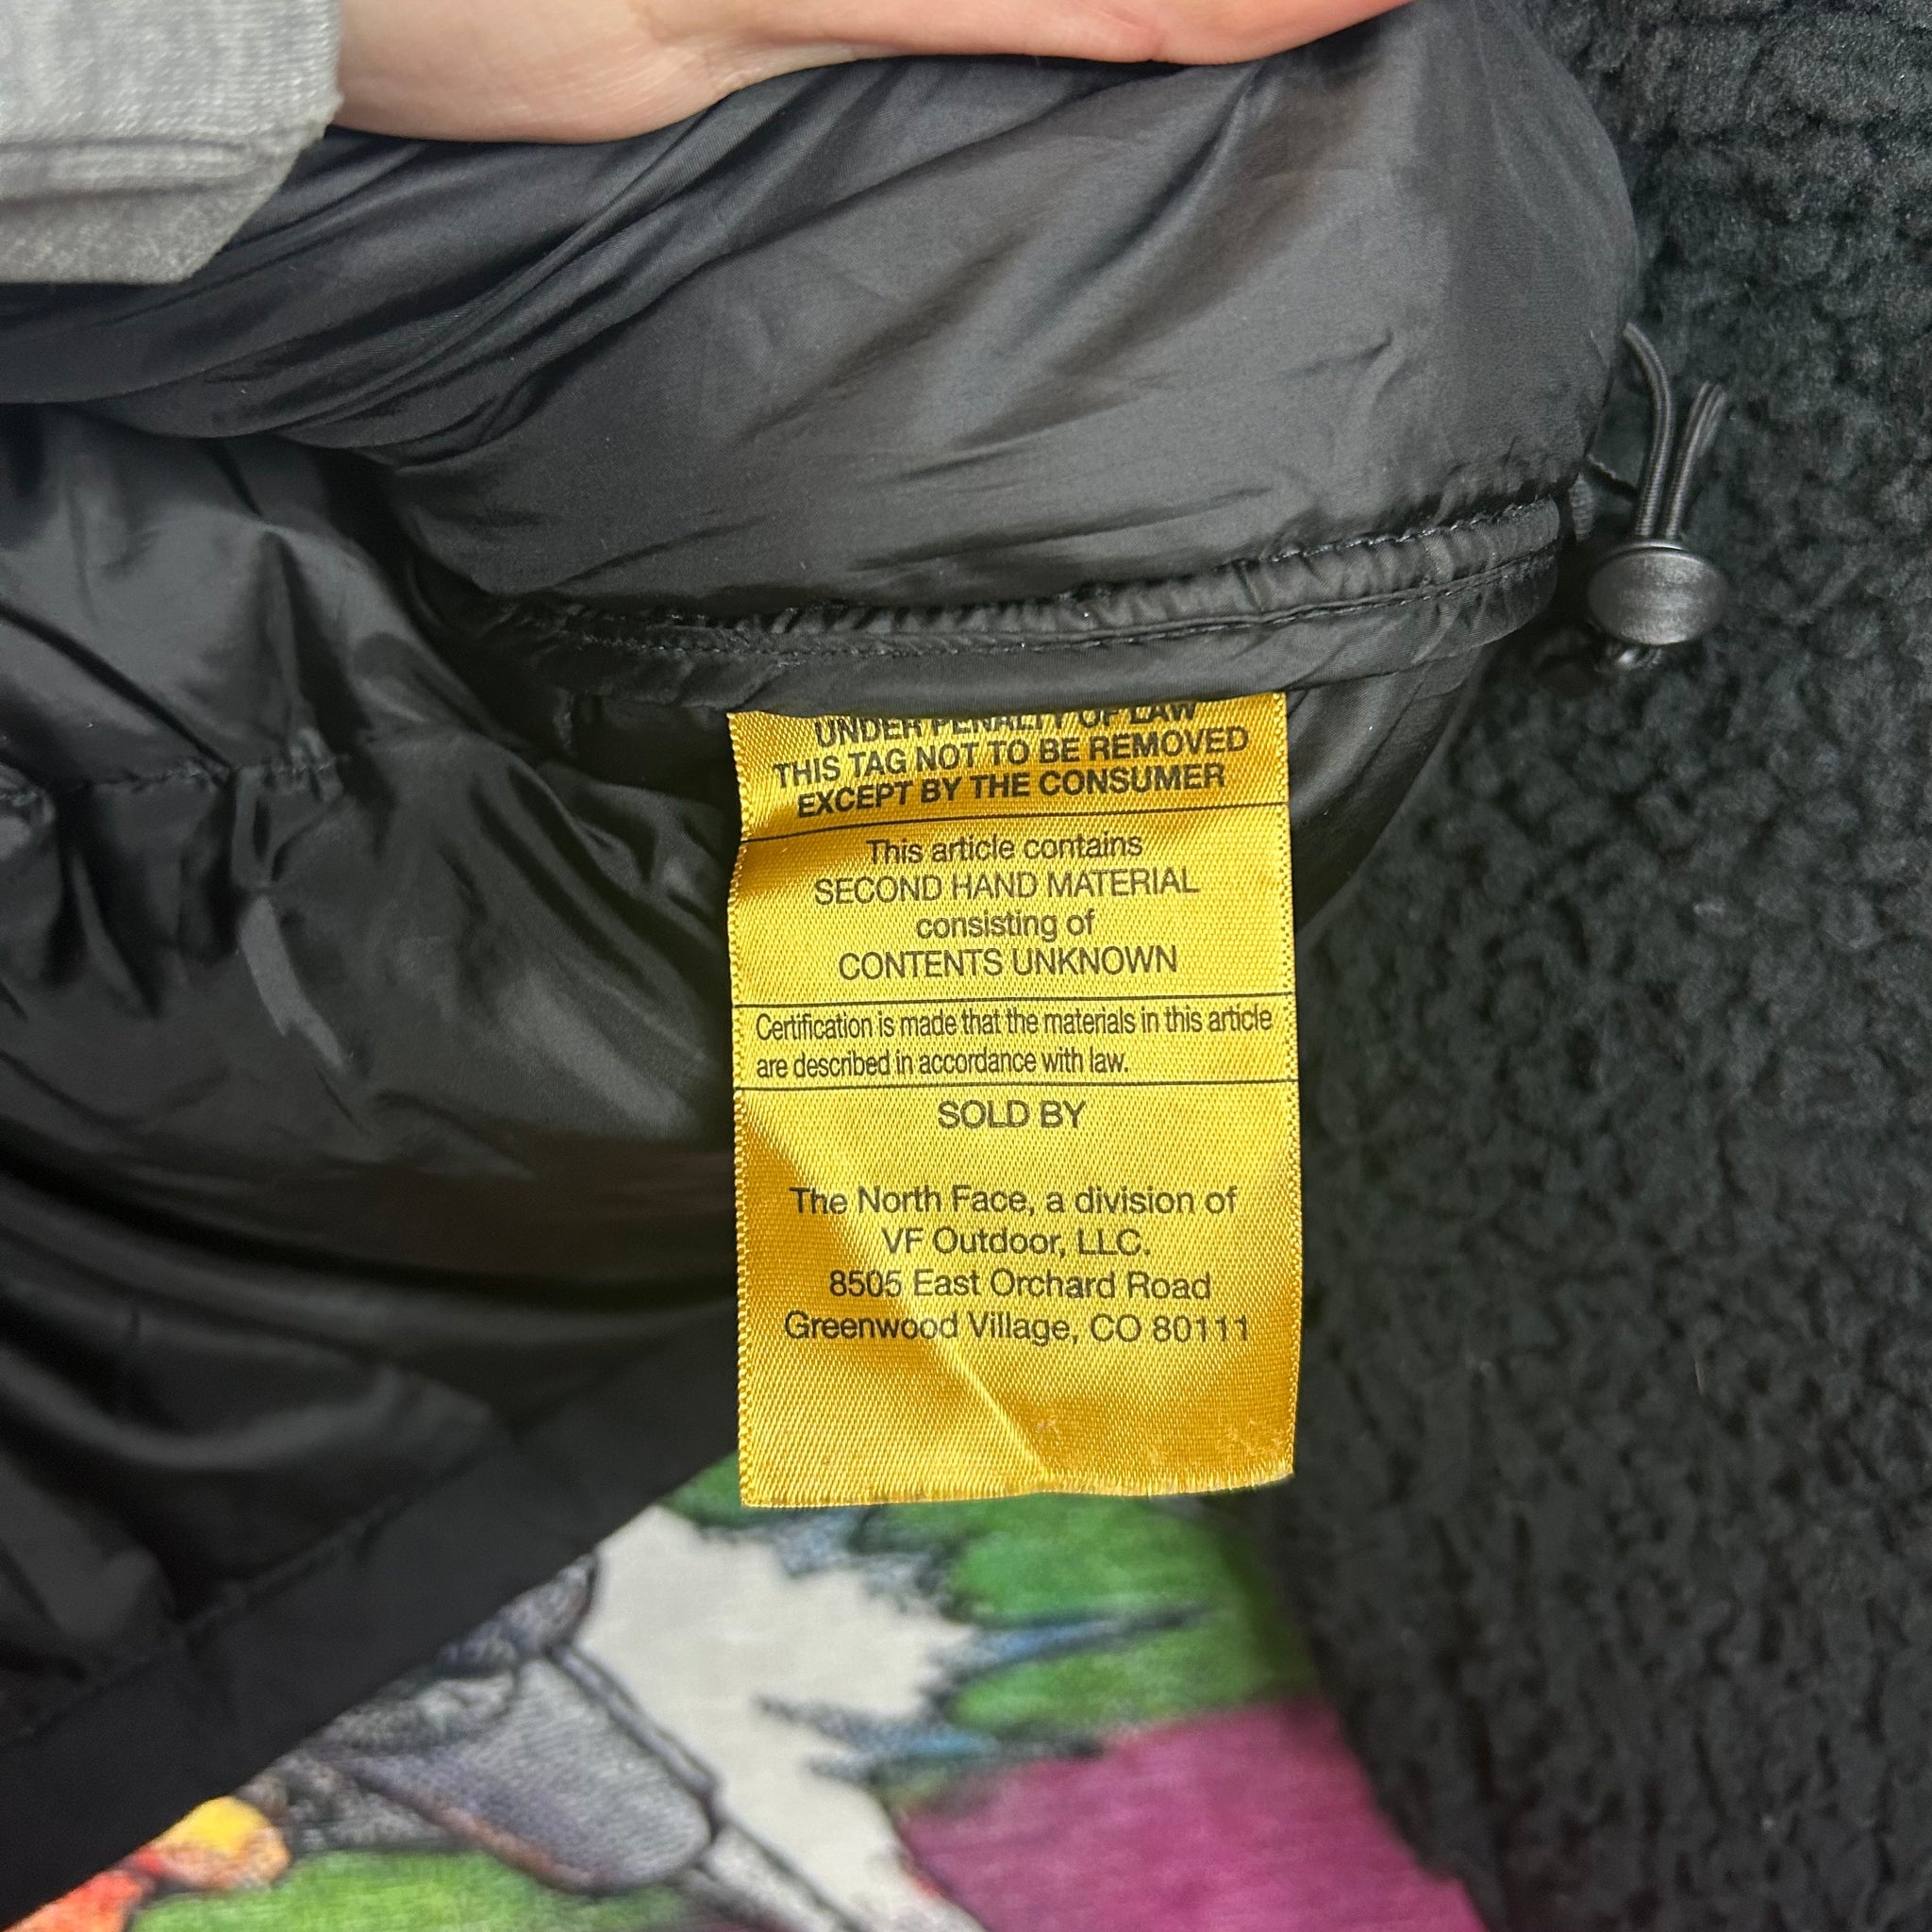 UNDER PENALTY OF LAW
THIS TAG NOT TO BE REMOVED
EXCEPT BY THE CONSUMER
This article contains
SECOND HAND MATERIAL
consisting of
CONTENTS UNKNOWN
Certification is made that the materials in this article
are described in accordance with law.
SOLD BY
The North Face, a division of
VF Outdoor, LLC.
8505 East Orchard Road
Greenwood Village, CO 80111